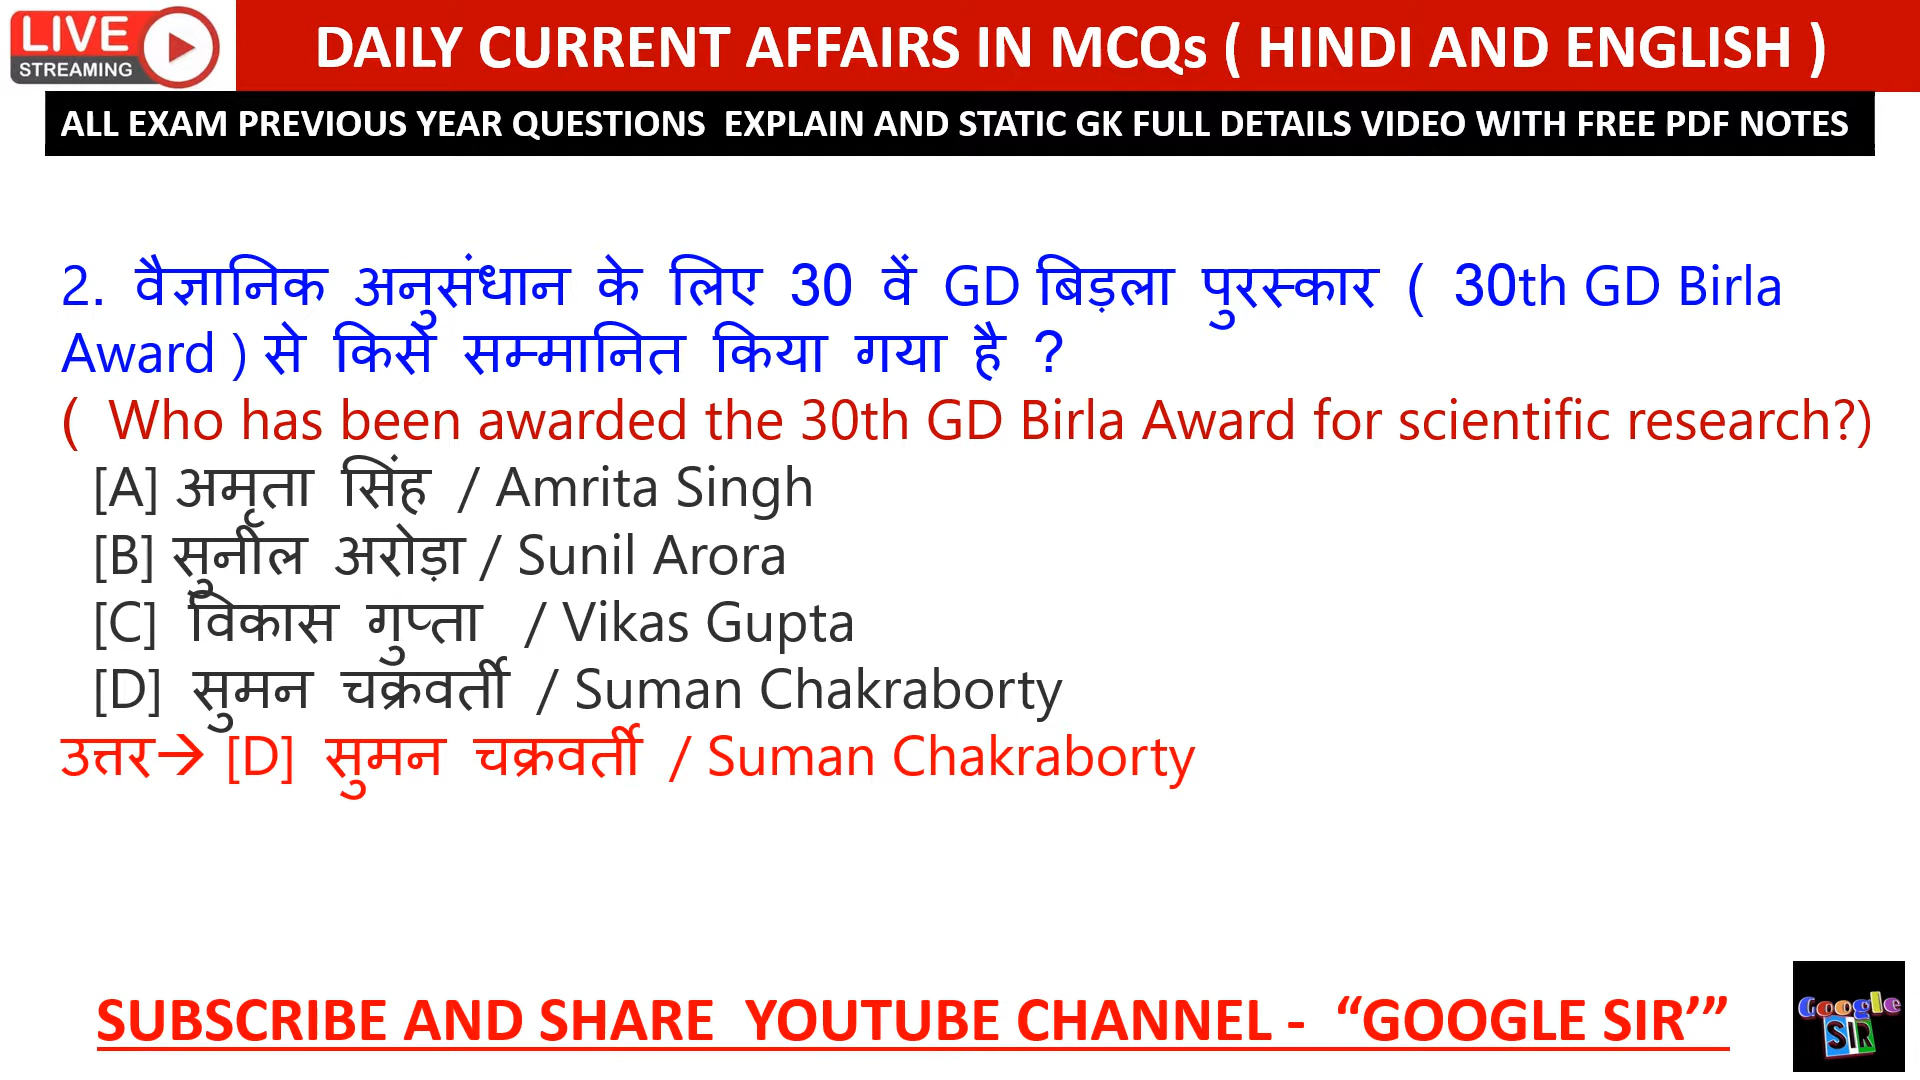 LIVE
STREAMING
DAILY CURRENT AFFAIRS IN MCQs ( HINDI AND ENGLISH )
ALL EXAM PREVIOUS YEAR QUESTIONS EXPLAIN AND STATIC GK FULL DETAILS VIDEO WITH FREE PDF NOTES
2. वैज्ञानिक अनुसंधान के लिए 30 वें GD बिड़ला पुरस्कार ( 30th GD Birla
Award ) से किसे सम्मानित किया गया है ?
( Who has been awarded the 30th GD Birla Award for scientific research?)
[A] अमृता सिंह / Amrita Singh
[B] सुनील अरोड़ा / Sunil Arora
[C] विकास गुप्ता / Vikas Gupta
[D] सुमन चक्रवर्ती / Suman Chakraborty
उत्तर→ [D] सुमन चक्रवर्ती / Suman Chakraborty
SUBSCRIBE AND SHARE YOUTUBE CHANNEL - “GOOGLE SIR’”
Google
SIR